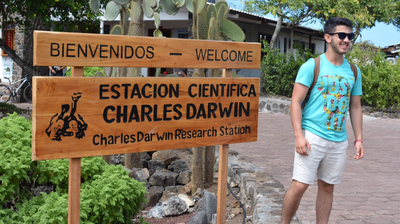 BIENVENIDOS — WELCOME
ESTACION CIENTIFICA
CHARLES DARWIN
Charles Darwin Research Station